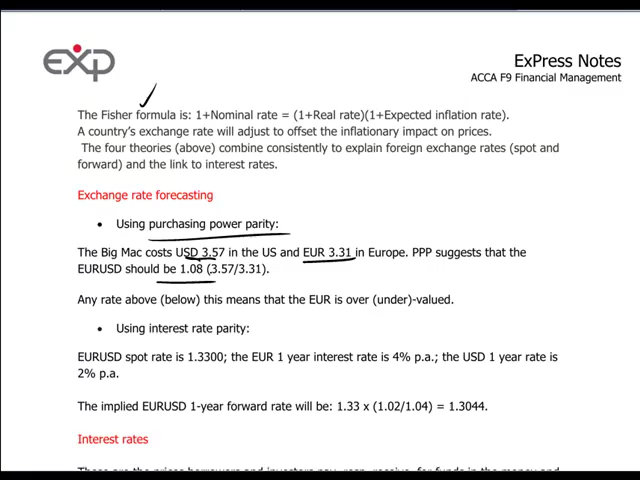 exp
ExPress Notes
ACCA F9 Financial Management
The Fisher formula is: 1+Nominal rate = (1+Real rate)(1+Expected inflation rate).
A country's exchange rate will adjust to offset the inflationary impact on prices.
The four theories (above) combine consistently to explain foreign exchange rates (spot and
forward) and the link to interest rates.
Exchange rate forecasting
• Using purchasing power parity:
The Big Mac costs USD 3.57 in the US and EUR 3.31 in Europe. PPP suggests that the
EURUSD should be 1.08 (3.57/3.31).
Any rate above (below) this means that the EUR is over (under)-valued.
• Using interest rate parity:
EURUSD spot rate is 1.3300; the EUR 1 year interest rate is 4% p.a.; the USD 1 year rate is
2% p.a.
The implied EURUSD 1-year forward rate will be: 1.33 x (1.02/1.04) = 1.3044.
Interest rates